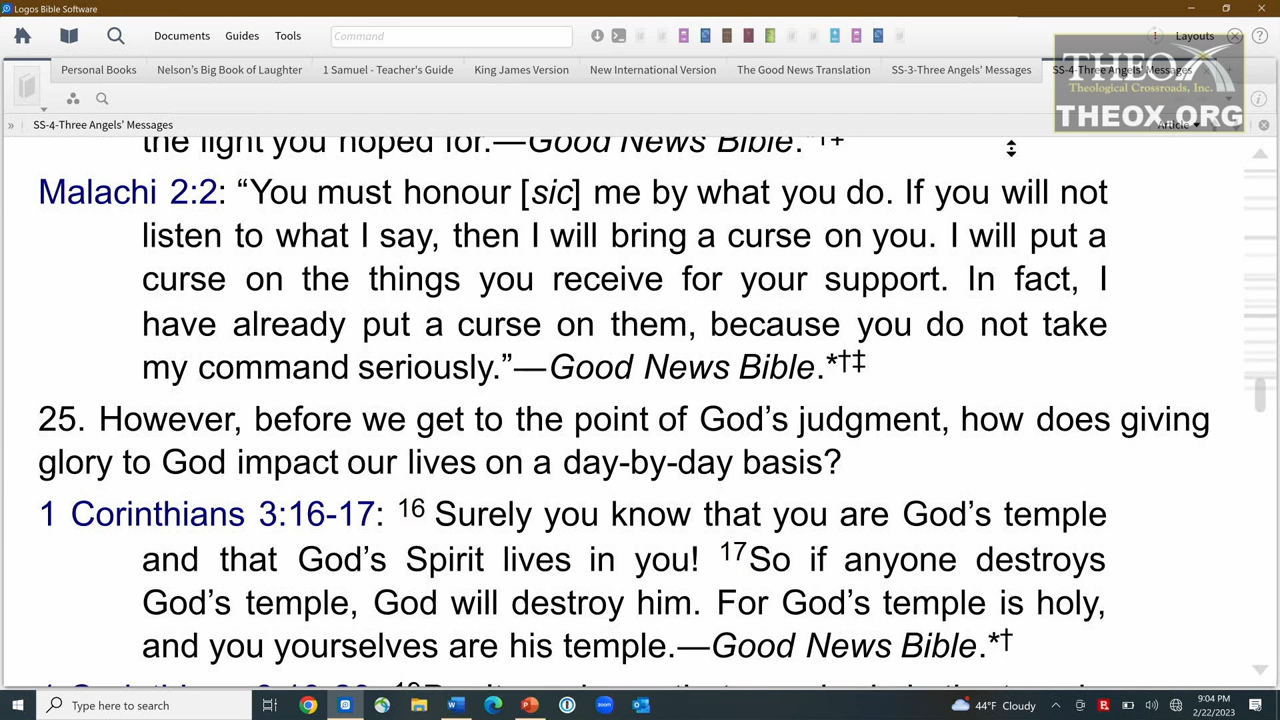 Logos Bible Software
Documents Guides Tools Command Layouts
Personal Books Nelson's Big Book of Laughter 1 Samuel Teacher King James Version New International Version The Good News Translation SS-3-Three Angels' Messages SS-4-Three Angels' Messages
THEOX
Theological Crossroads, Inc.
THEOX.ORG
» SS-4-Three Angels' Messages Article
the light you hoped for.—Good News Bible.*†‡
Malachi 2:2: “You must honour [sic] me by what you do. If you will not
listen to what I say, then I will bring a curse on you. I will put a
curse on the things you receive for your support. In fact, I
have already put a curse on them, because you do not take
my command seriously.”—Good News Bible.*†‡
25. However, before we get to the point of God’s judgment, how does giving
glory to God impact our lives on a day-by-day basis?
1 Corinthians 3:16-17: 16 Surely you know that you are God’s temple
and that God’s Spirit lives in you! 17So if anyone destroys
God’s temple, God will destroy him. For God’s temple is holy,
and you yourselves are his temple.—Good News Bible.*†
Type here to search 44°F Cloudy 9:04 PM
2/22/2023